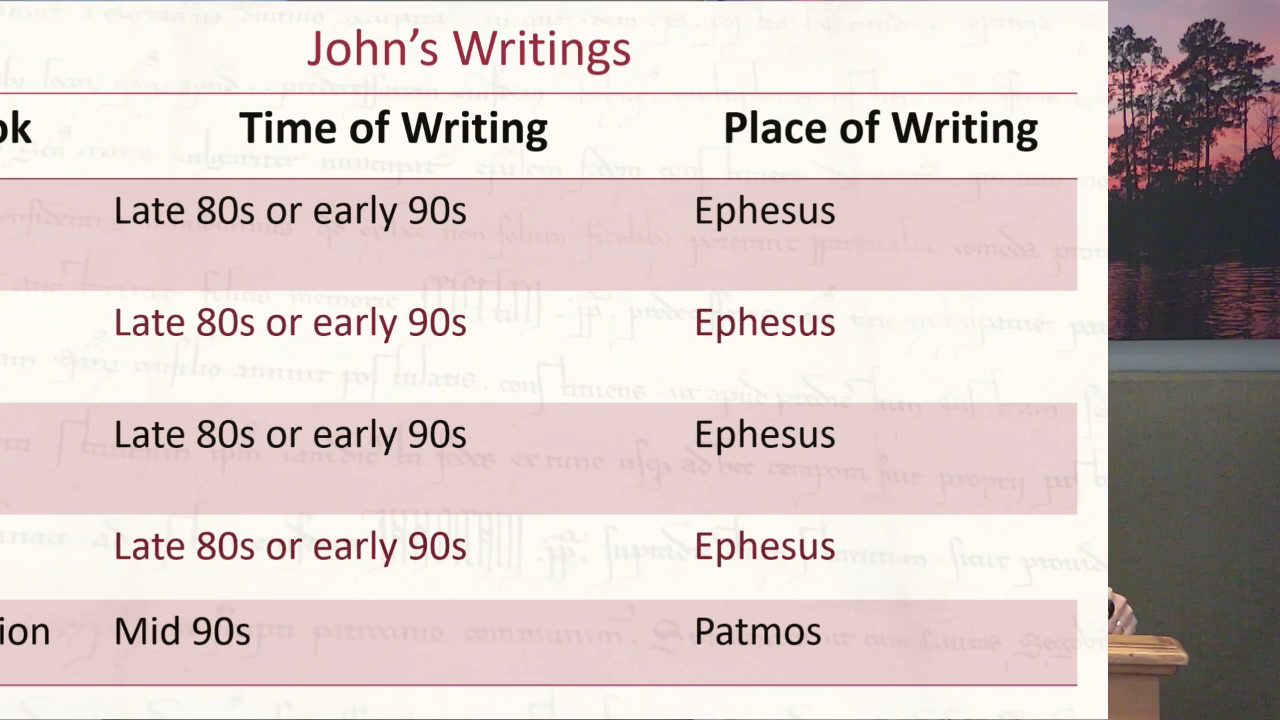 John's Writings
ok Time of Writing Place of Writing
Late 80s or early 90s Ephesus
Late 80s or early 90s Ephesus
Late 80s or early 90s Ephesus
Late 80s or early 90s Ephesus
ion Mid 90s Patmos